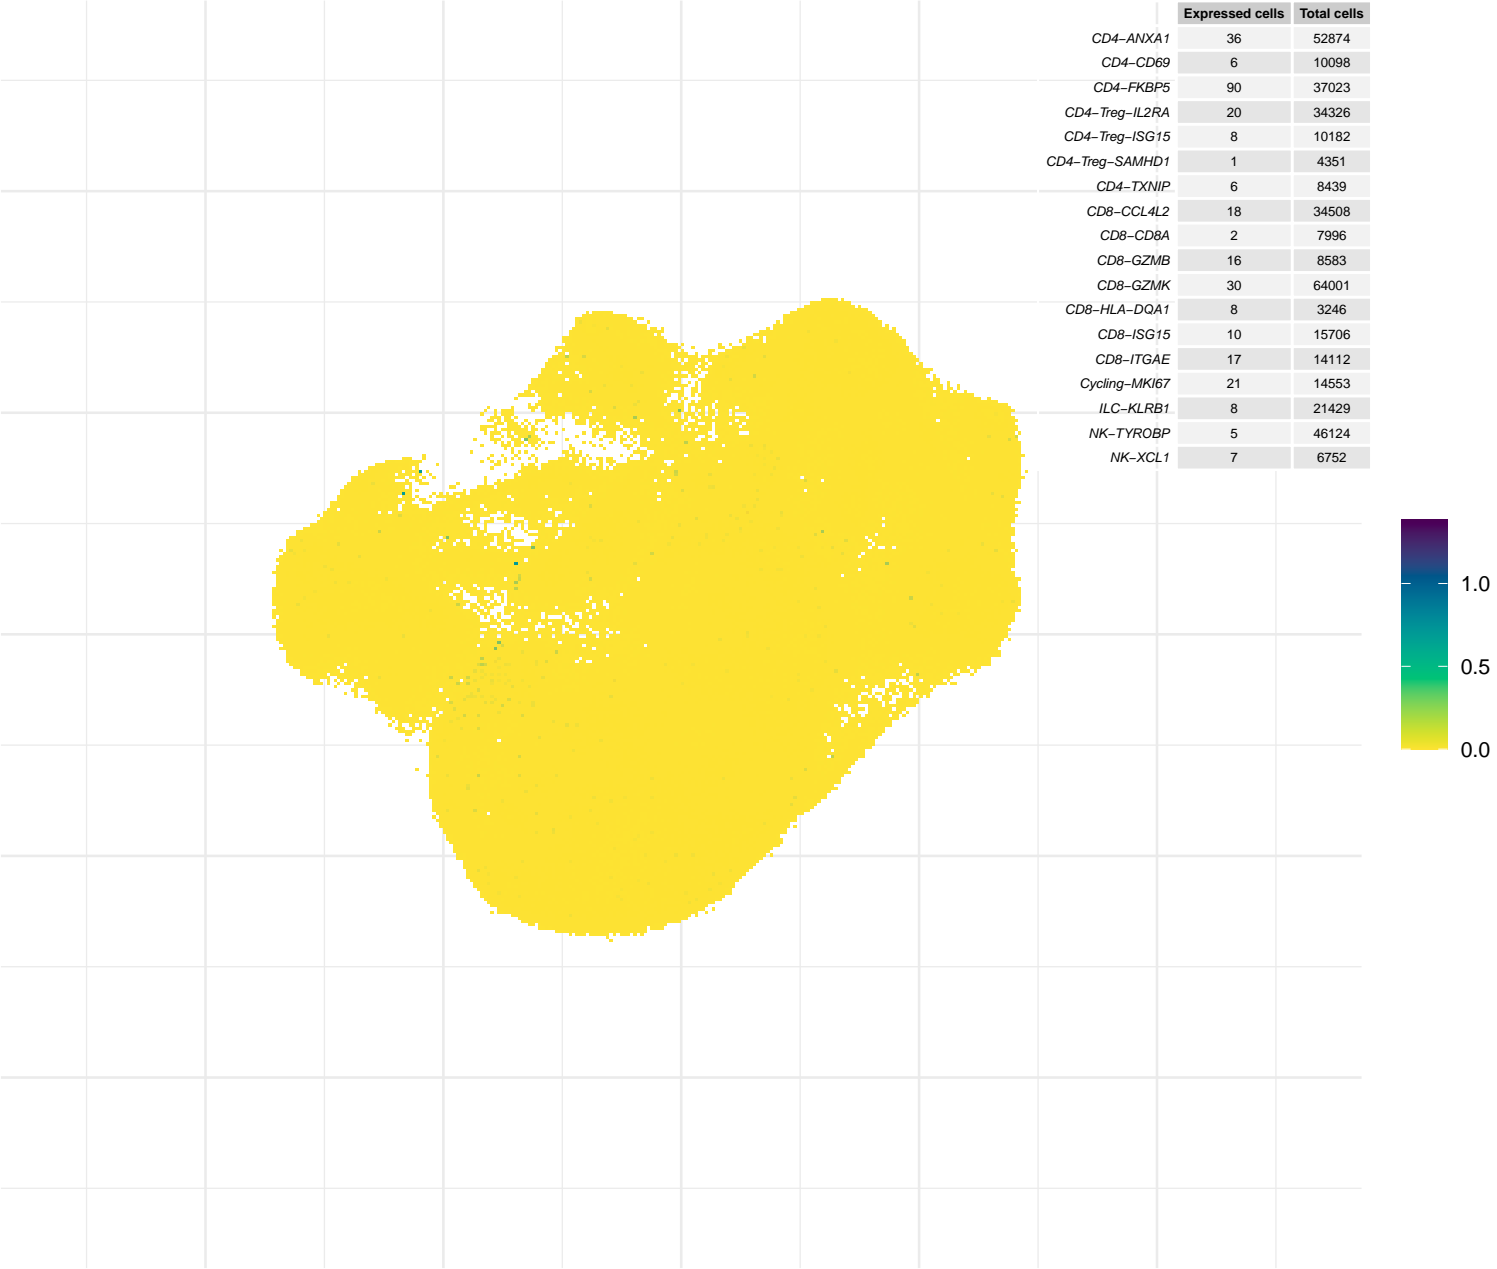 Expressed cells Total cells
CD4−ANXA1 36 52874
CD4−CD69 6 10098
CD4−FKBP5 90 37023
CD4−Treg−IL2RA 20 34326
CD4−Treg−ISG15 8 10182
CD4−Treg−SAMHD1 1 4351
CD4−TXNIP 6 8439
CD8−CCL4L2 18 34508
CD8−CD8A 2 7996
CD8−GZMB 16 8583
CD8−GZMK 30 64001
CD8−HLA−DQA1 8 3246
CD8−ISG15 10 15706
CD8−ITGAE 17 14112
Cycling−MKI67 21 14553
ILC−KLRB1 8 21429
NK−TYROBP 5 46124
NK−XCL1 7 6752
1.0
0.5
0.0